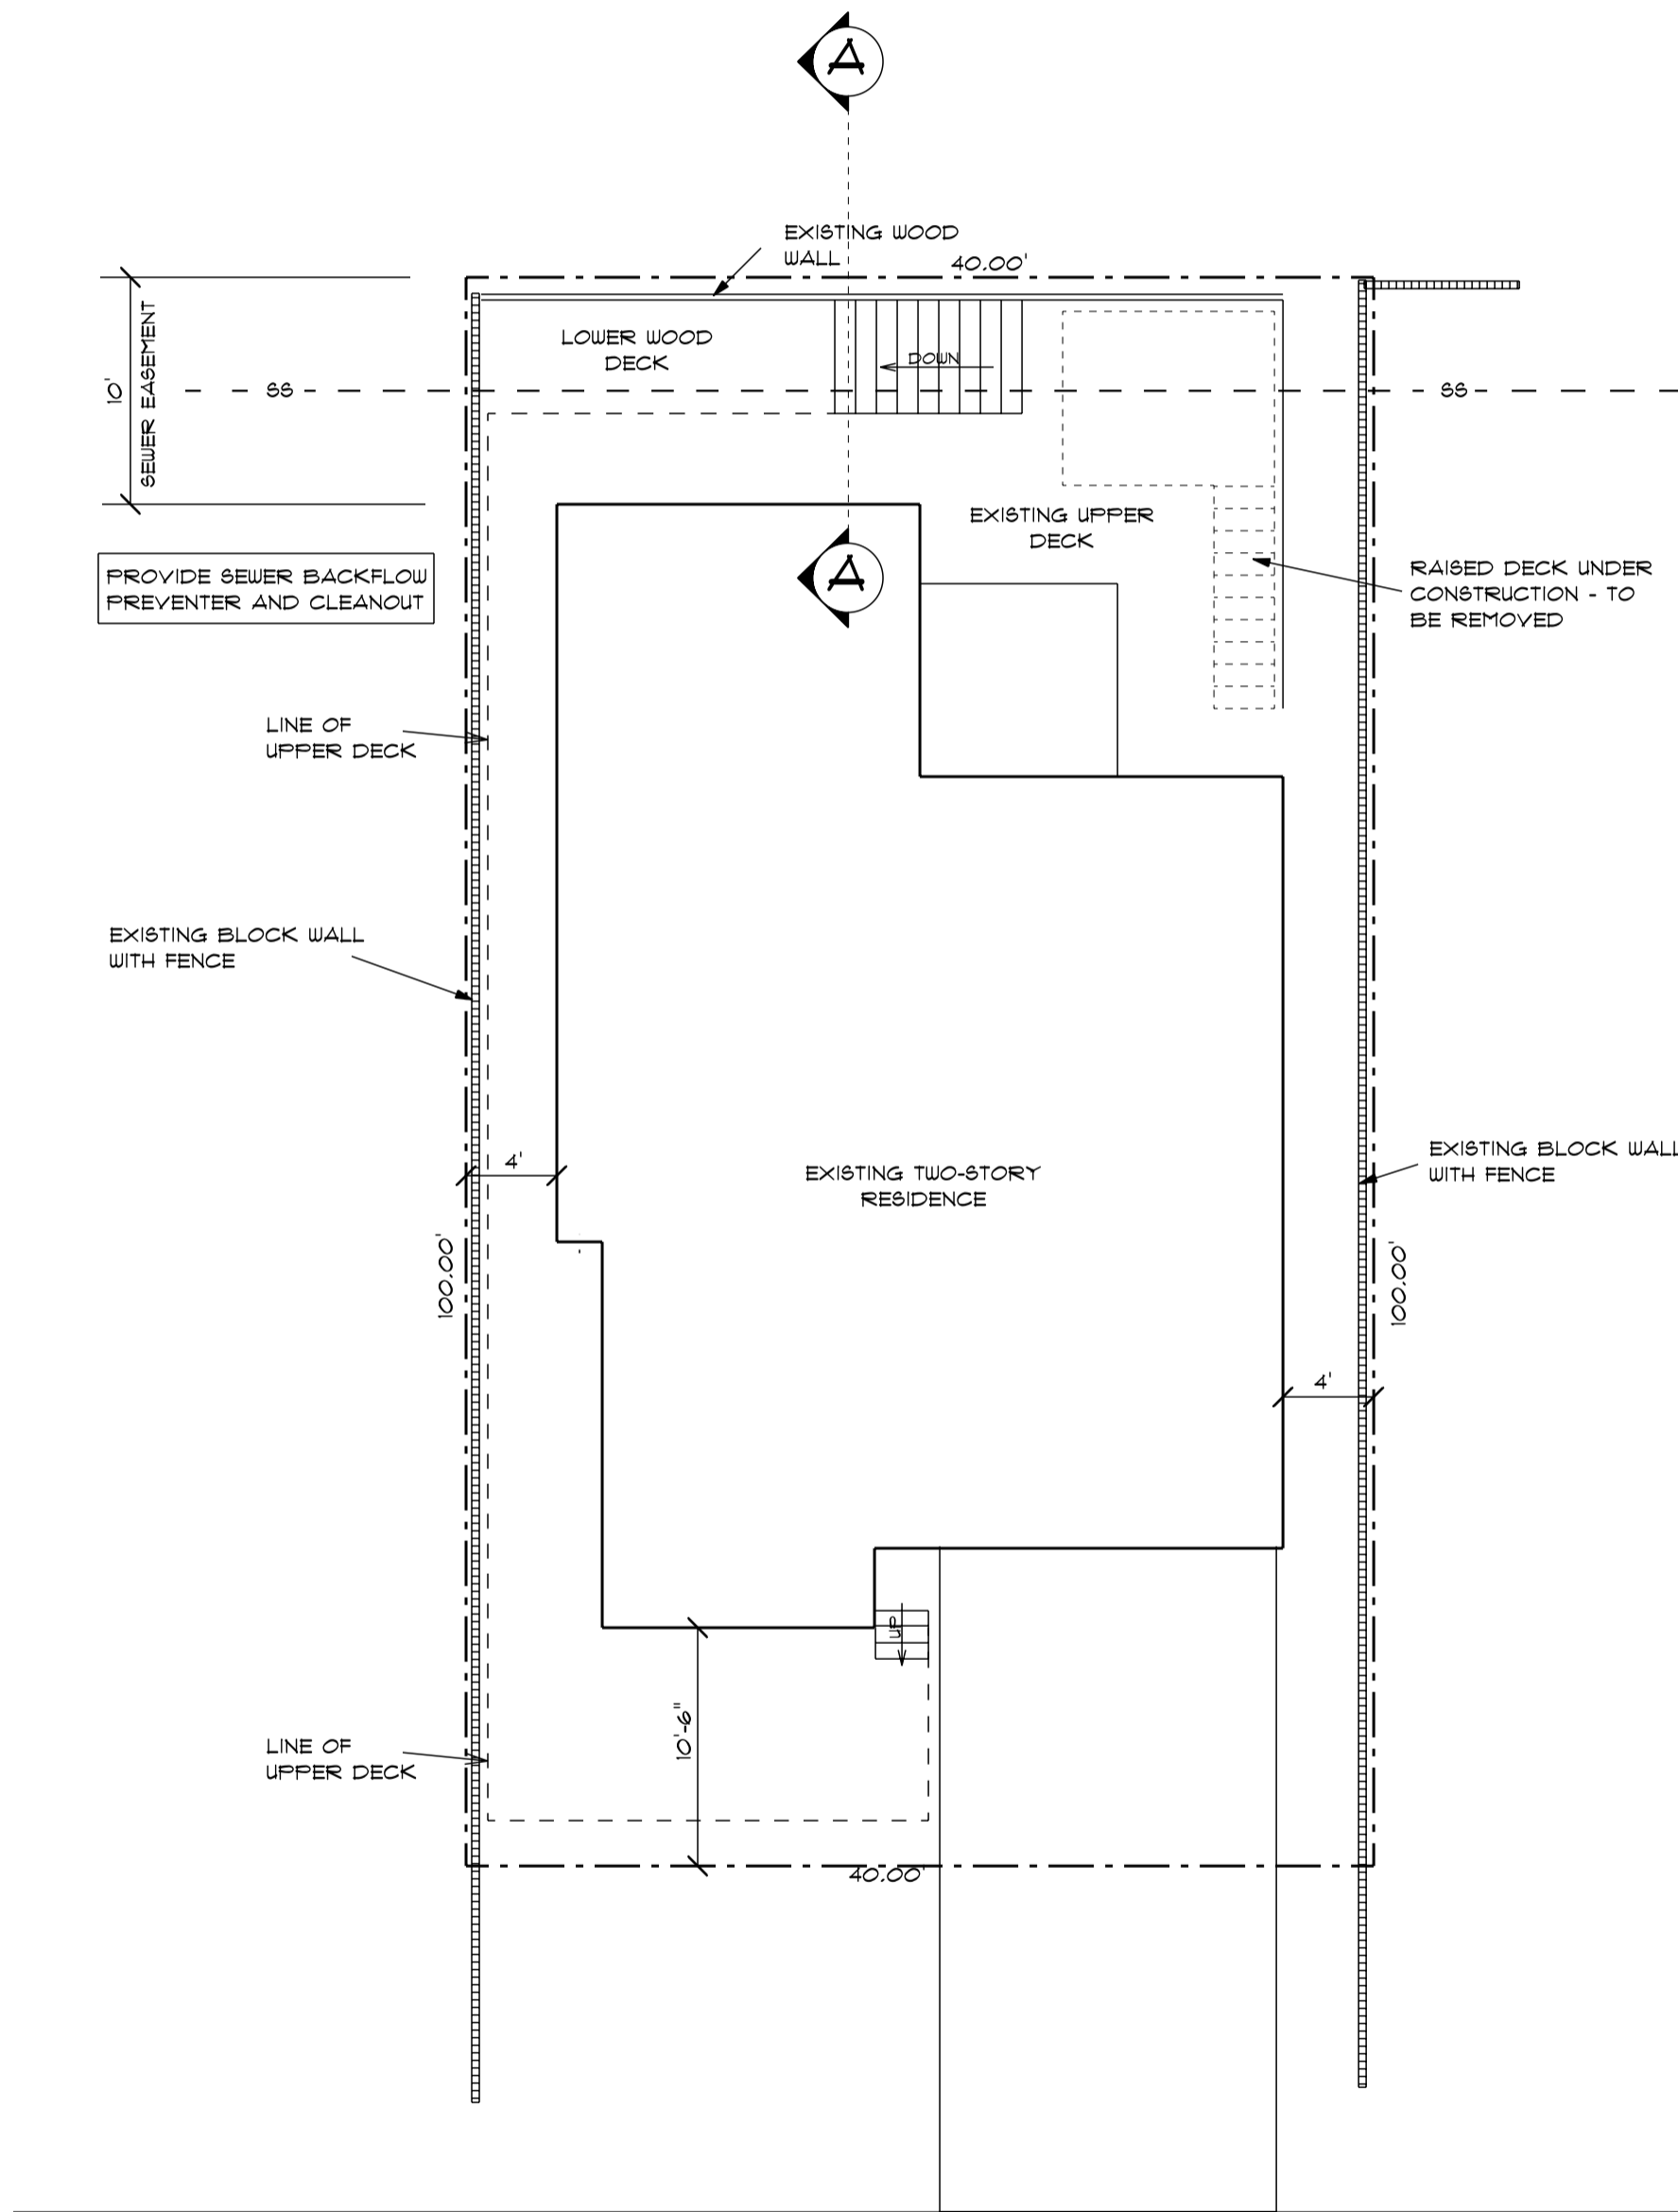 A
EXISTING WOOD
WALL
40.00'
LOWER WOOD
DECK
DOWN
10'
SEWER EASEMENT
SS
SS
EXISTING UPPER
DECK
A
PROVIDE SEWER BACKFLOW
PREVENTER AND CLEANOUT
RAISED DECK UNDER
CONSTRUCTION - TO
BE REMOVED
LINE OF
UPPER DECK
EXISTING BLOCK WALL
WITH FENCE
4'
EXISTING TWO-STORY
RESIDENCE
EXISTING BLOCK WALL
WITH FENCE
100.00'
100.00'
4'
UP
10'-6"
LINE OF
UPPER DECK
40.00'